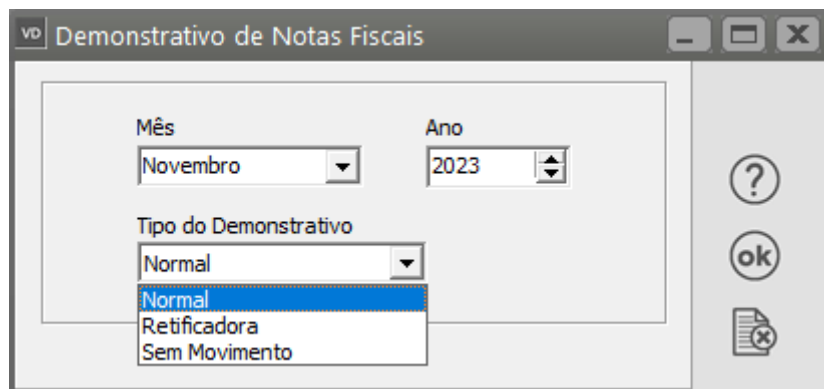 VD Demonstrativo de Notas Fiscais
Mês Ano
Novembro 2023
?
Tipo do Demonstrativo
ok
Normal
Normal
Retificadora
Sem Movimento